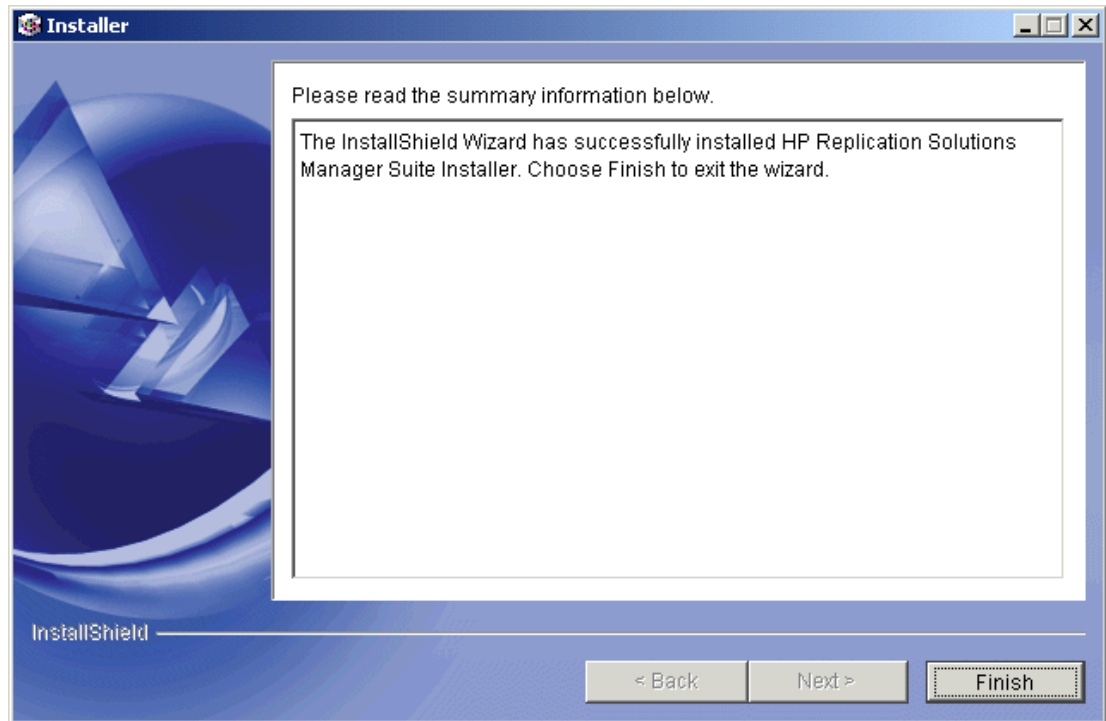 Installer
Please read the summary information below.
The InstallShield Wizard has successfully installed HP Replication Solutions
Manager Suite Installer. Choose Finish to exit the wizard.
InstallShield
< Back
Next >
Finish